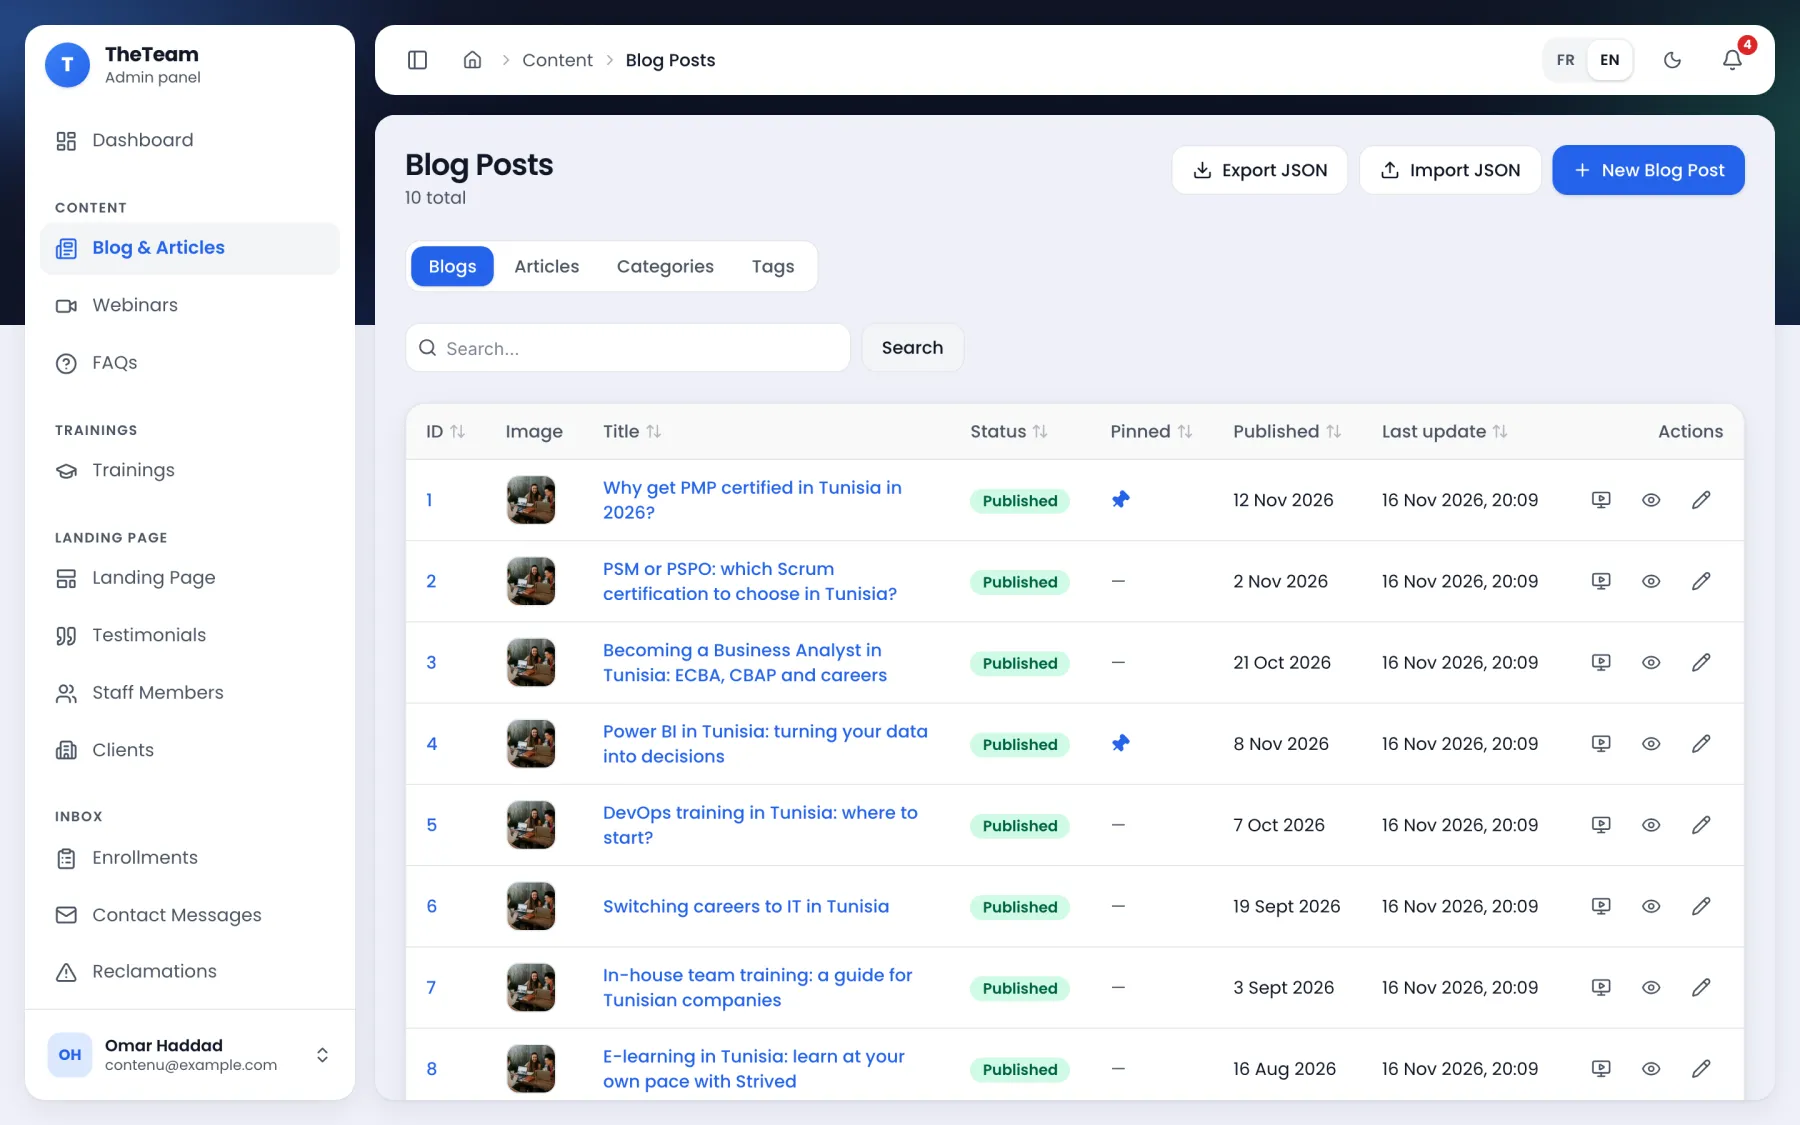 T
TheTeam
Admin panel
Dashboard
CONTENT
Blog & Articles
Webinars
FAQs
TRAININGS
Trainings
LANDING PAGE
Landing Page
Testimonials
Staff Members
Clients
INBOX
Enrollments
Contact Messages
Reclamations
OH
Omar Haddad
contenu@example.com
Content
Blog Posts
FR
EN
4
Blog Posts
10 total
Export JSON
Import JSON
New Blog Post
Blogs
Articles
Categories
Tags
Search...
Search
ID Image Title Status Pinned Published Last update Actions
1 Why get PMP certified in Tunisia in Published 12 Nov 2026 16 Nov 2026, 20:09
2026?
2 PSM or PSPO: which Scrum Published — 2 Nov 2026 16 Nov 2026, 20:09
certification to choose in Tunisia?
3 Becoming a Business Analyst in Published — 21 Oct 2026 16 Nov 2026, 20:09
Tunisia: ECBA, CBAP and careers
4 Power BI in Tunisia: turning your data Published 8 Nov 2026 16 Nov 2026, 20:09
into decisions
5 DevOps training in Tunisia: where to Published — 7 Oct 2026 16 Nov 2026, 20:09
start?
6 Switching careers to IT in Tunisia Published — 19 Sept 2026 16 Nov 2026, 20:09
7 In-house team training: a guide for Published — 3 Sept 2026 16 Nov 2026, 20:09
Tunisian companies
8 E-learning in Tunisia: learn at your Published — 16 Aug 2026 16 Nov 2026, 20:09
own pace with Strived